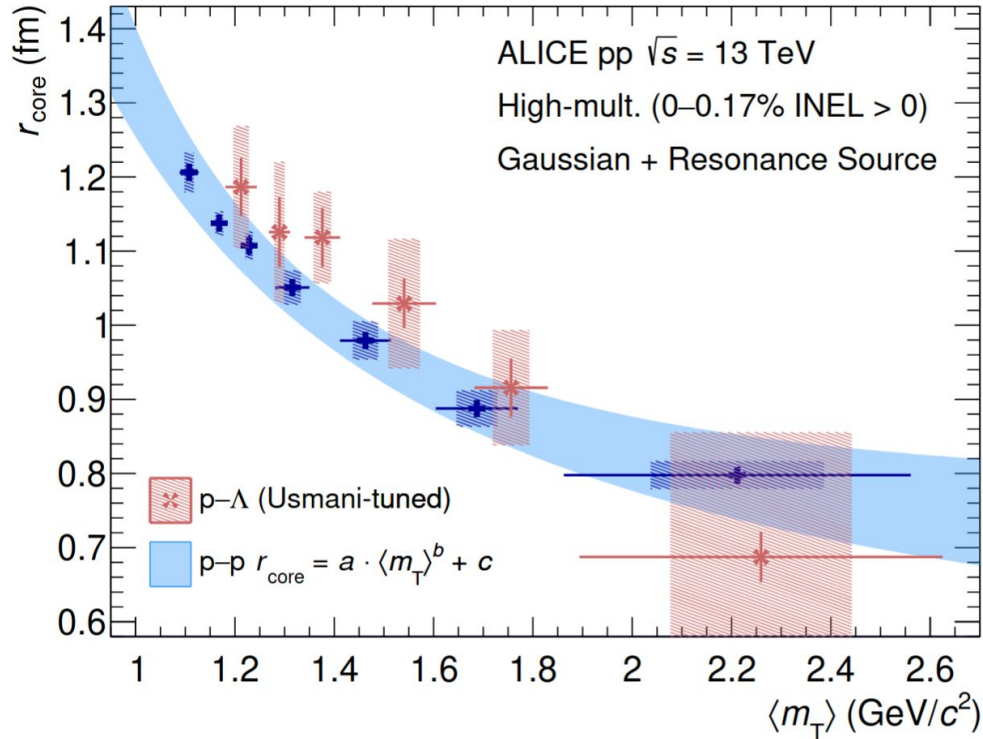 ALICE pp √s = 13 TeV
High-mult. (0–0.17% INEL > 0)
Gaussian + Resonance Source
r_core (fm)
1.4
1.3
1.2
1.1
1
0.9
0.8
0.7
0.6
p–Λ (Usmani-tuned)
p–p r_core = a · ⟨m_T⟩^b + c
1 1.2 1.4 1.6 1.8 2 2.2 2.4 2.6
⟨m_T⟩ (GeV/c²)